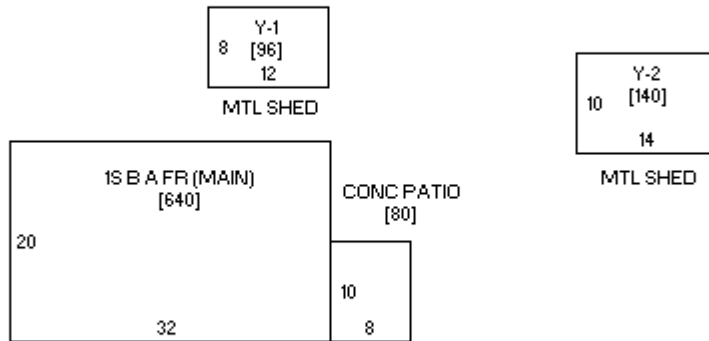 Y-1
8 [96]
12
MTL SHED
Y-2
10 [140]
14
MTL SHED
1S B A FR (MAIN)
[640]
20
32
CONC PATIO
[80]
10
8